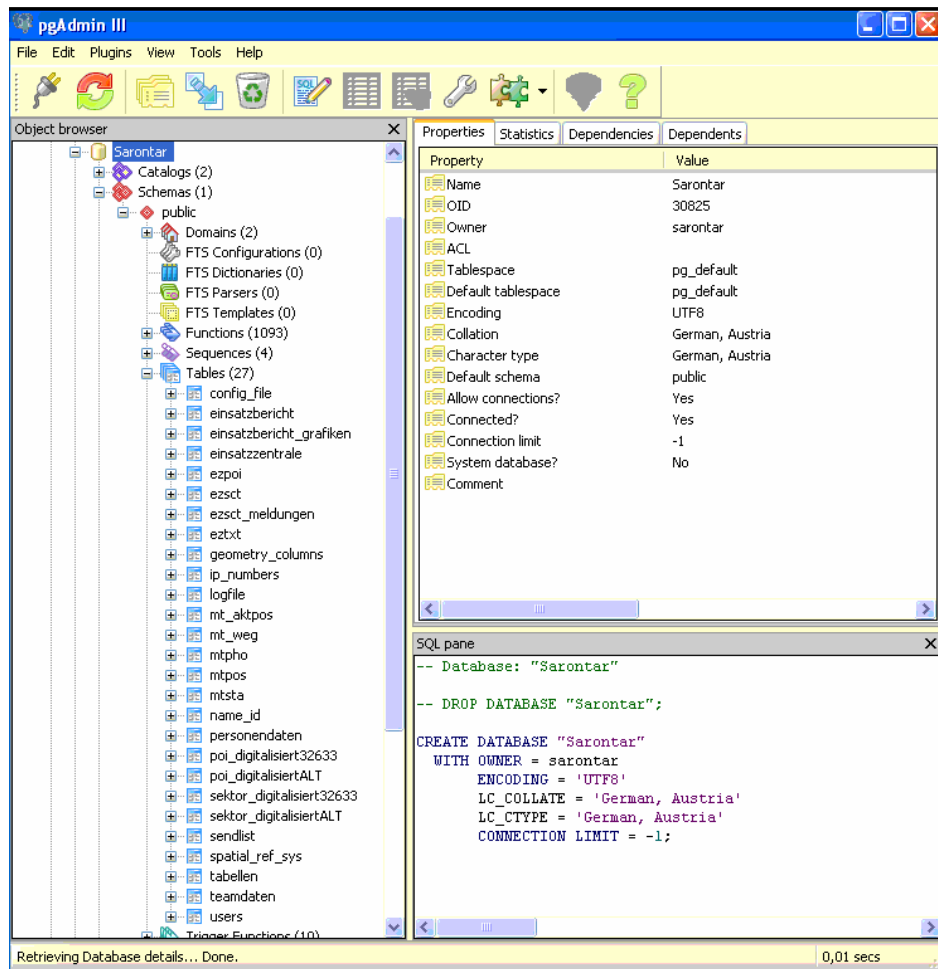 pgAdmin III
File Edit Plugins View Tools Help
SQL
Object browser
Sarontar
Catalogs (2)
Schemas (1)
public
Domains (2)
FTS Configurations (0)
FTS Dictionaries (0)
FTS Parsers (0)
FTS Templates (0)
Functions (1093)
Sequences (4)
Tables (27)
config_file
einsatzbericht
einsatzbericht_grafiken
einsatzzentrale
ezpoi
ezsct
ezsct_meldungen
eztxt
geometry_columns
ip_numbers
logfile
mt_aktpos
mt_weg
mtpho
mtpos
mtsta
name_id
personendaten
poi_digitalisiert32633
poi_digitalisiertALT
sektor_digitalisiert32633
sektor_digitalisiertALT
sendlist
spatial_ref_sys
tabellen
teamdaten
users
Trigger Functions (10)
Properties Statistics Dependencies Dependents
Property Value
Name Sarontar
OID 30825
Owner sarontar
ACL
Tablespace pg_default
Default tablespace pg_default
Encoding UTF8
Collation German, Austria
Character type German, Austria
Default schema public
Allow connections? Yes
Connected? Yes
Connection limit -1
System database? No
Comment
SQL pane
-- Database: "Sarontar"
-- DROP DATABASE "Sarontar";
CREATE DATABASE "Sarontar"
WITH OWNER = sarontar
ENCODING = 'UTF8'
LC_COLLATE = 'German, Austria'
LC_CTYPE = 'German, Austria'
CONNECTION LIMIT = -1;
Retrieving Database details... Done. 0,01 secs